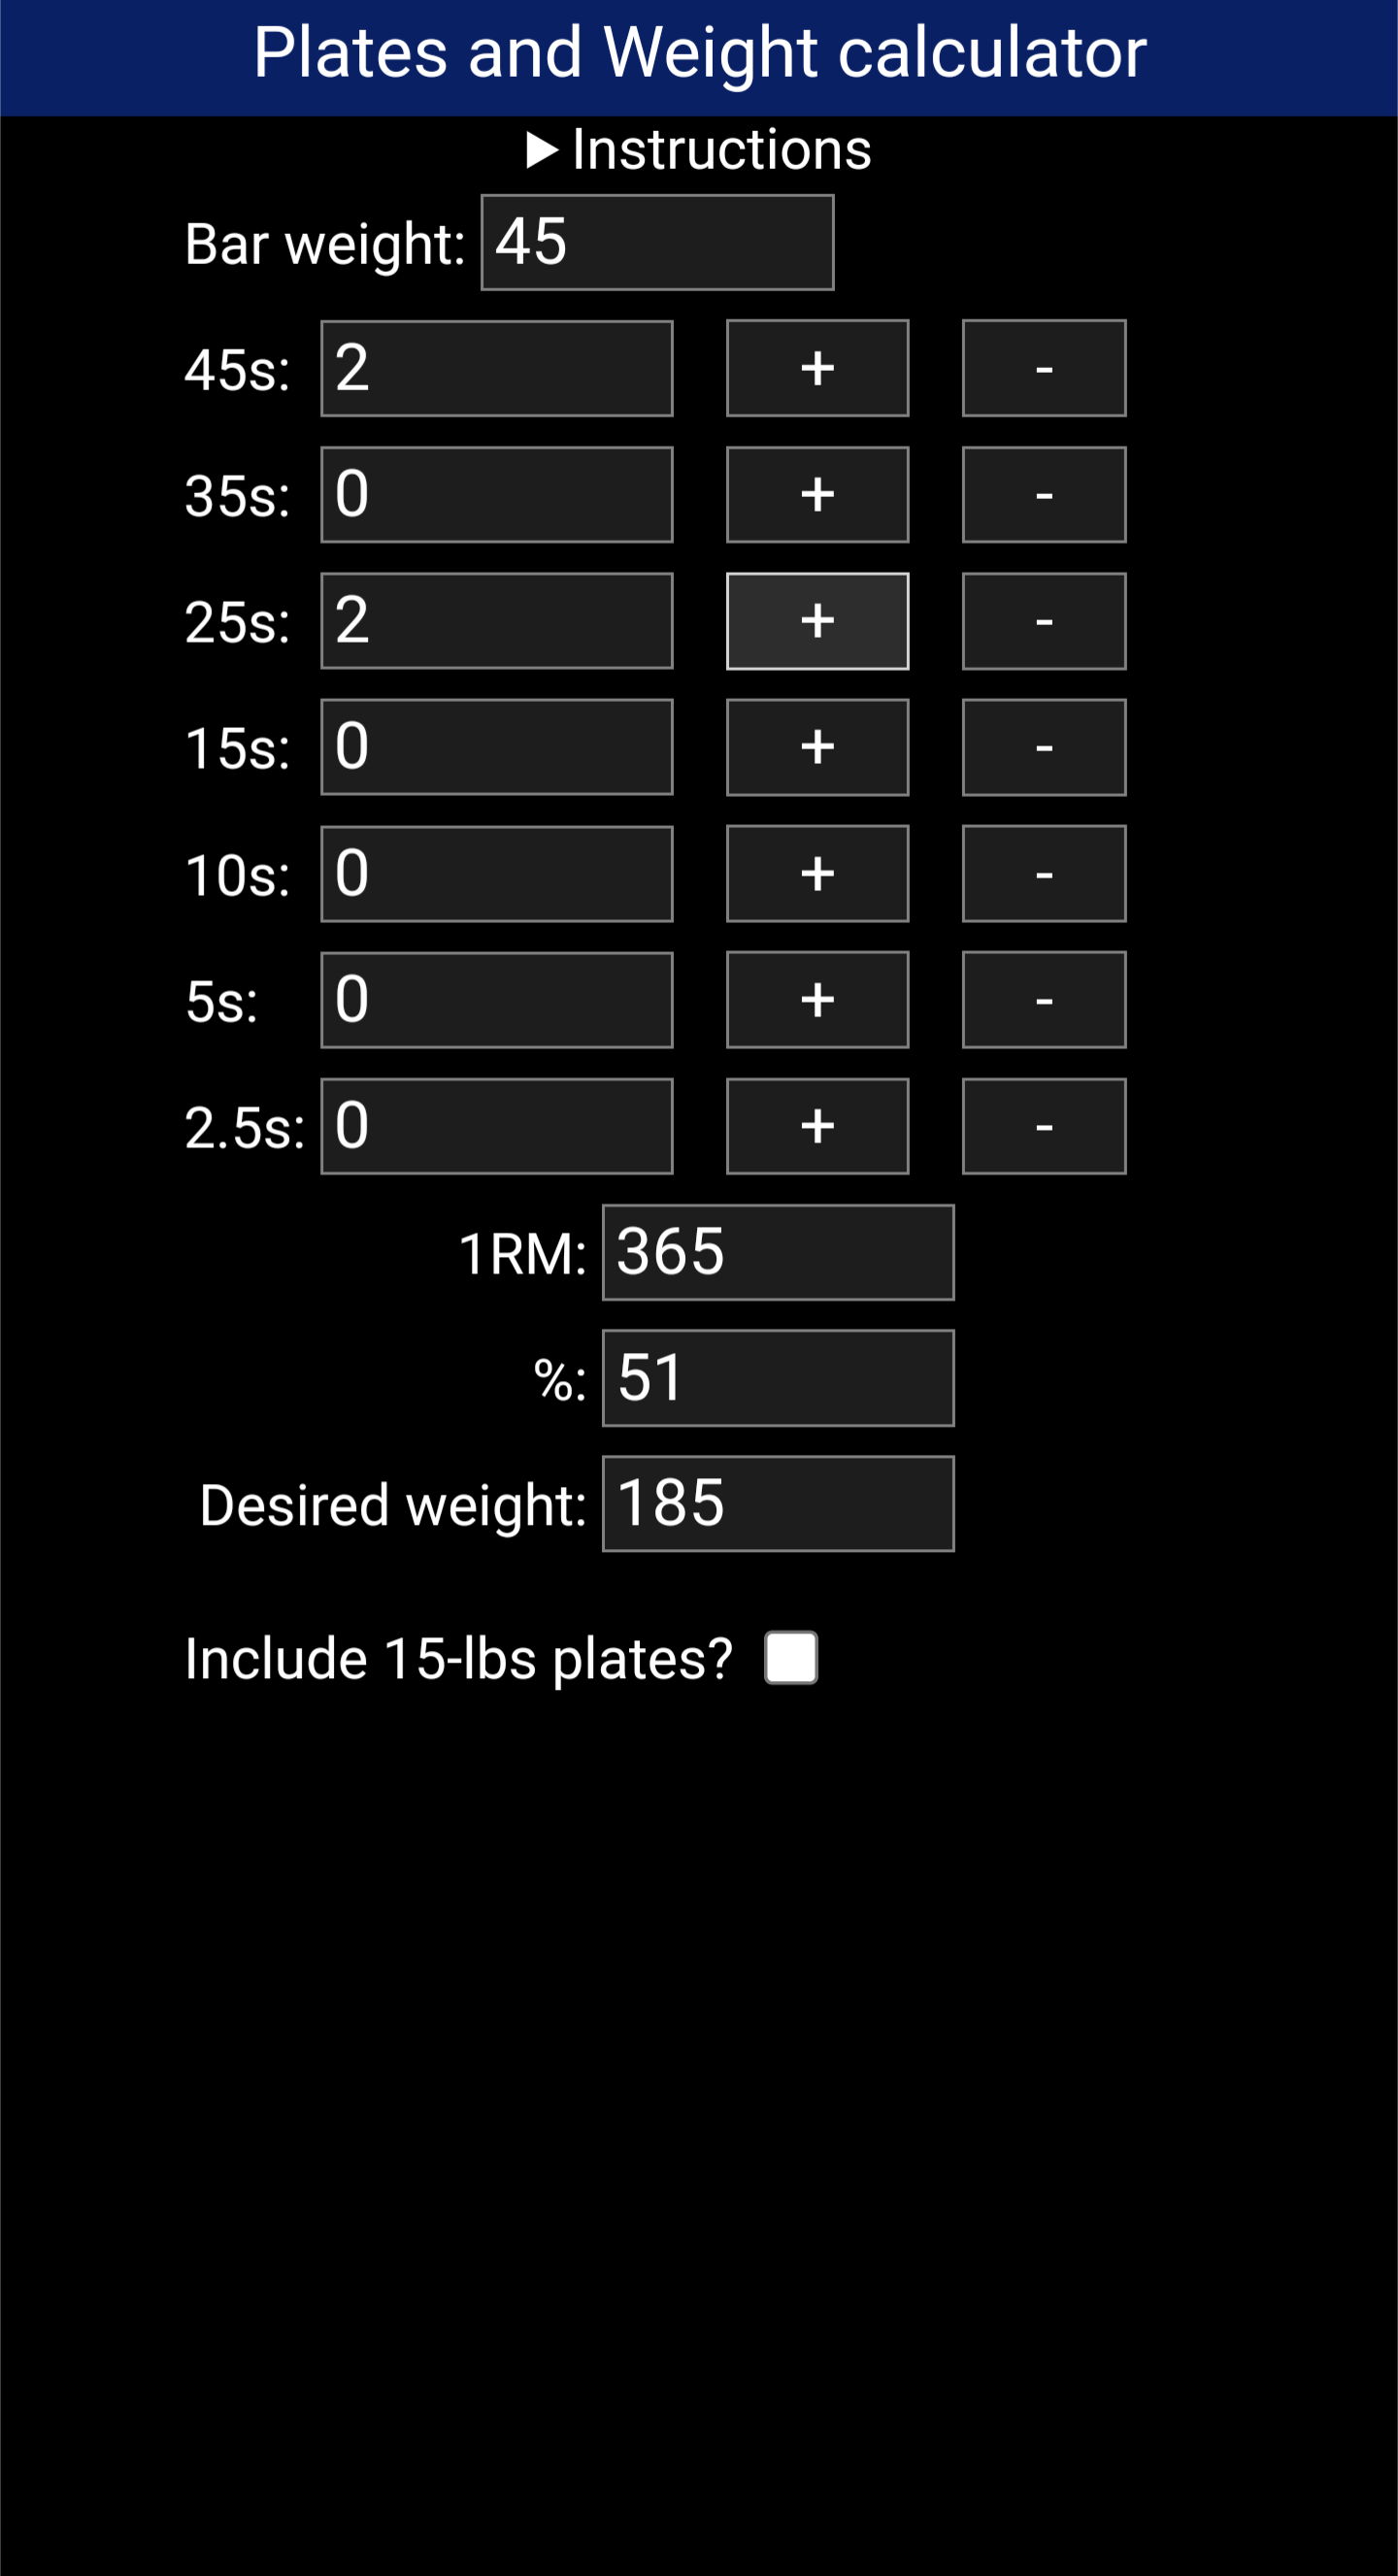 Plates and Weight calculator
▶ Instructions
Bar weight: 45
45s: 2 + -
35s: 0 + -
25s: 2 + -
15s: 0 + -
10s: 0 + -
5s: 0 + -
2.5s: 0 + -
1RM: 365
%: 51
Desired weight: 185
Include 15-lbs plates?